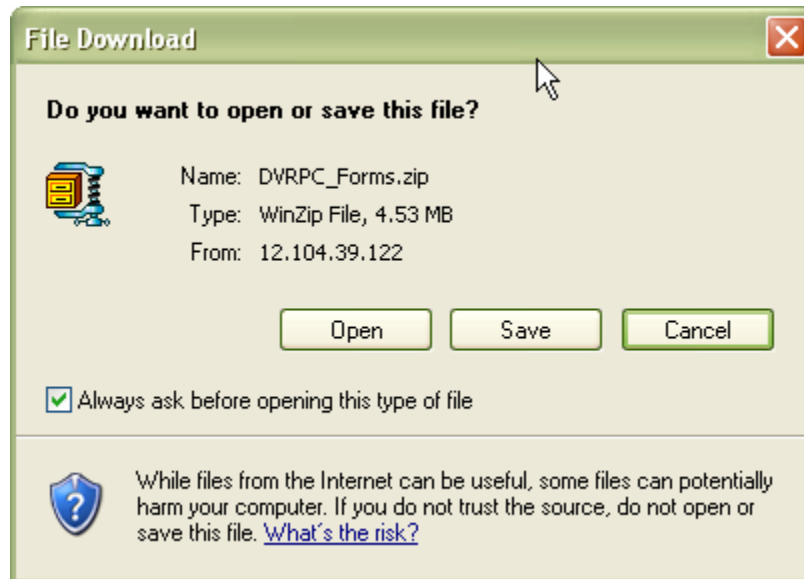 File Download
Do you want to open or save this file?
Name: DVRPC_Forms.zip
Type: WinZip File, 4.53 MB
From: 12.104.39.122
Open Save Cancel
Always ask before opening this type of file
While files from the Internet can be useful, some files can potentially
harm your computer. If you do not trust the source, do not open or
save this file. What's the risk?